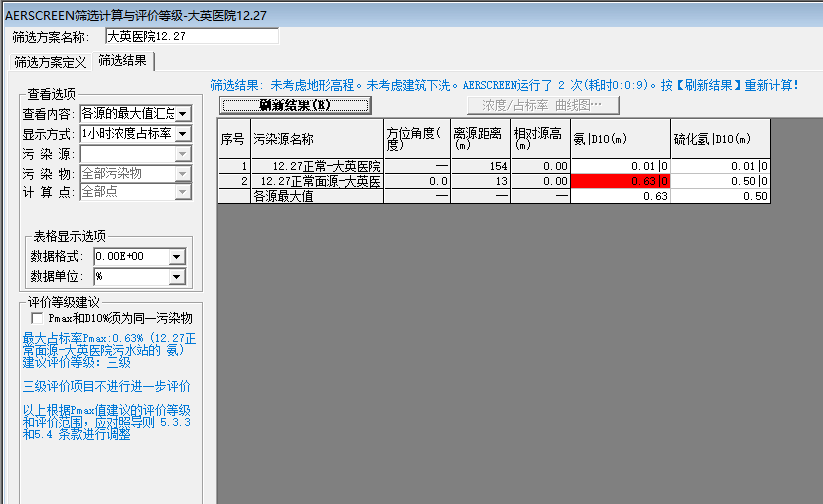 AERSCREEN筛选计算与评价等级-大英医院12.27
筛选方案名称: 大英医院12.27
筛选方案定义 筛选结果
筛选结果: 未考虑地形高程。未考虑建筑下洗。AERSCREEN运行了 2 次(耗时0:0:9)。按【刷新结果】重新计算!
刷新结果(R) 浓度/占标率 曲线图…
查看选项
查看内容: 各源的最大值汇总
显示方式: 1小时浓度占标率
污 染 源:
污 染 物: 全部污染物
计 算 点: 全部点
表格显示选项
数据格式: 0.00E+00
数据单位: %
评价等级建议
Pmax和D10%须为同一污染物
最大占标率Pmax:0.63% (12.27正
常面源-大英医院污水站的 氨)
建议评价等级: 三级
三级评价项目不进行进一步评价
以上根据Pmax值建议的评价等级
和评价范围, 应对照导则 5.3.3
和5.4 条款进行调整
序号 污染源名称 方位角度(度) 离源距离(m) 相对源高(m) 氨|D10(m) 硫化氢|D10(m)
1 12.27正常-大英医院 — 154 0.00 0.01|0 0.01|0
2 12.27正常面源-大英医 0.0 13 0.00 0.63|0 0.50|0
各源最大值 — — — 0.63 0.50